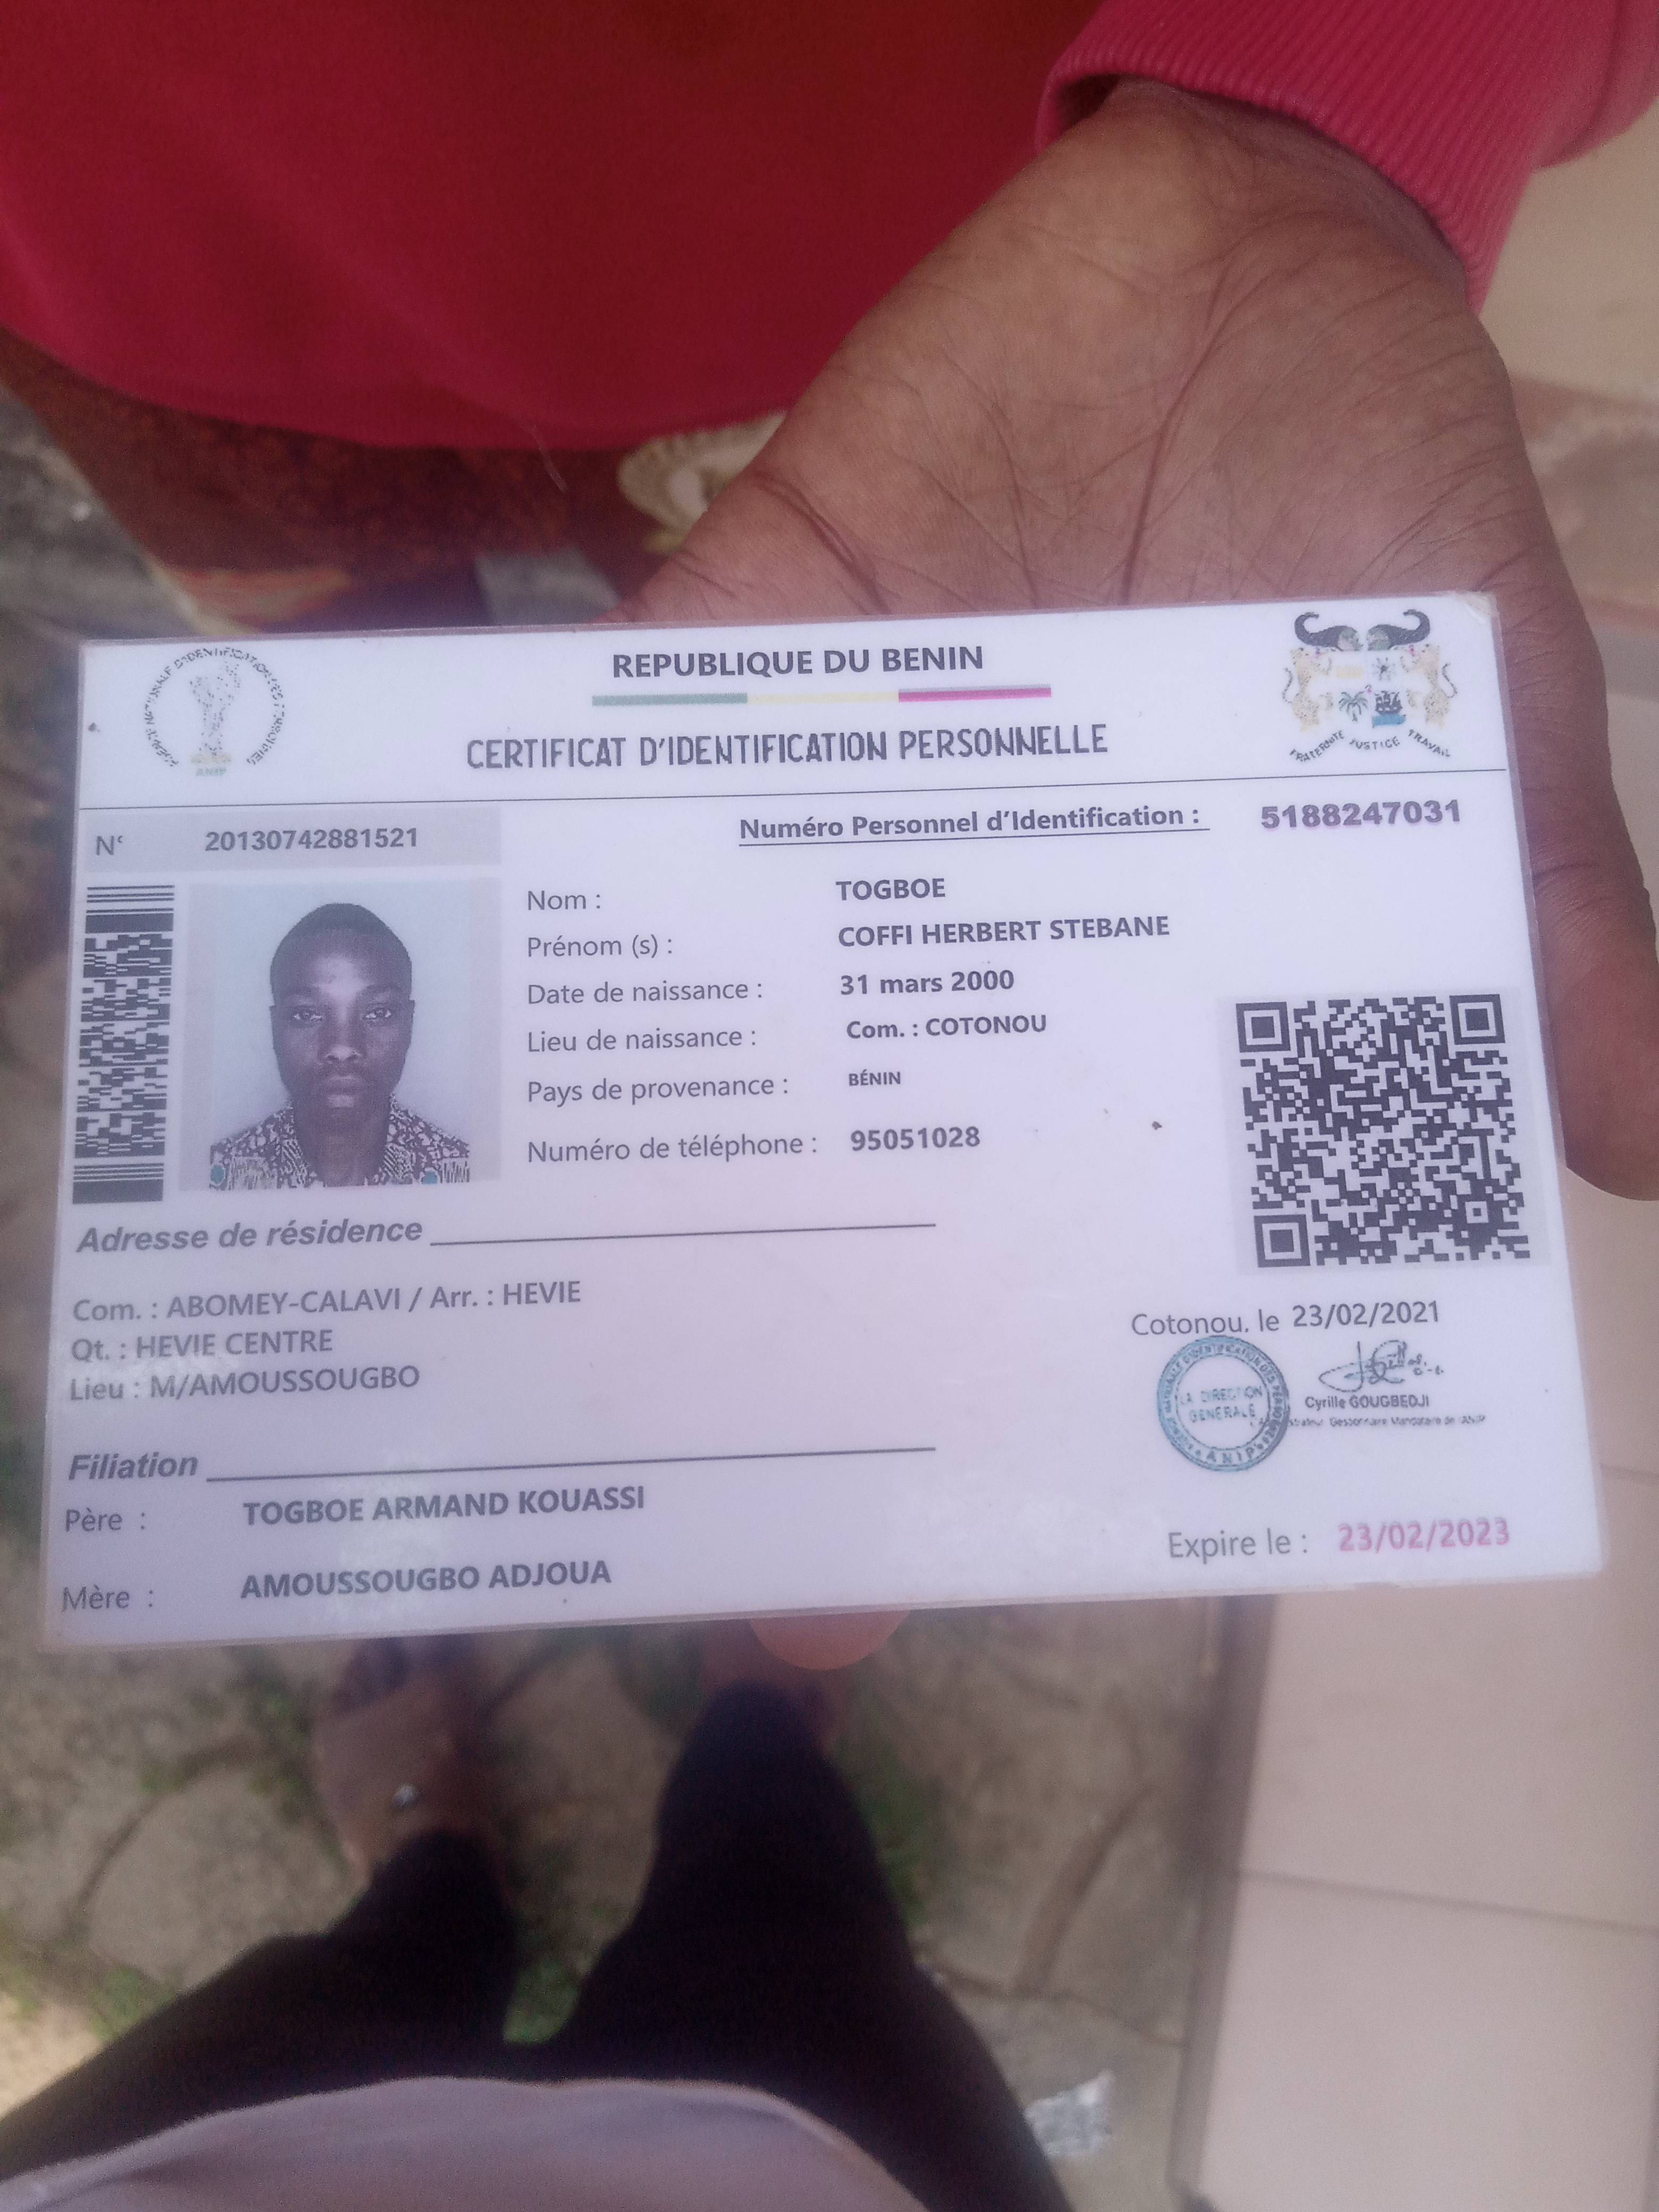 REPUBLIQUE DU BENIN
CERTIFICAT D'IDENTIFICATION PERSONNELLE
ANIP
FRATERNITE JUSTICE TRAVAIL
N° 20130742881521
Numéro Personnel d'Identification : 5188247031
Nom : TOGBOE
Prénom (s) : COFFI HERBERT STEBANE
Date de naissance : 31 mars 2000
Lieu de naissance : Com. : COTONOU
Pays de provenance : BÉNIN
Numéro de téléphone : 95051028
Adresse de résidence
Com. : ABOMEY-CALAVI / Arr. : HEVIE
Qt. : HEVIE CENTRE
Lieu : M/AMOUSSOUGBO
Cotonou, le 23/02/2021
LA DIRECTION
GENERALE
ANIP
Cyrille GOUGBEDJI
Filiation
Père : TOGBOE ARMAND KOUASSI
Mère : AMOUSSOUGBO ADJOUA
Expire le : 23/02/2023